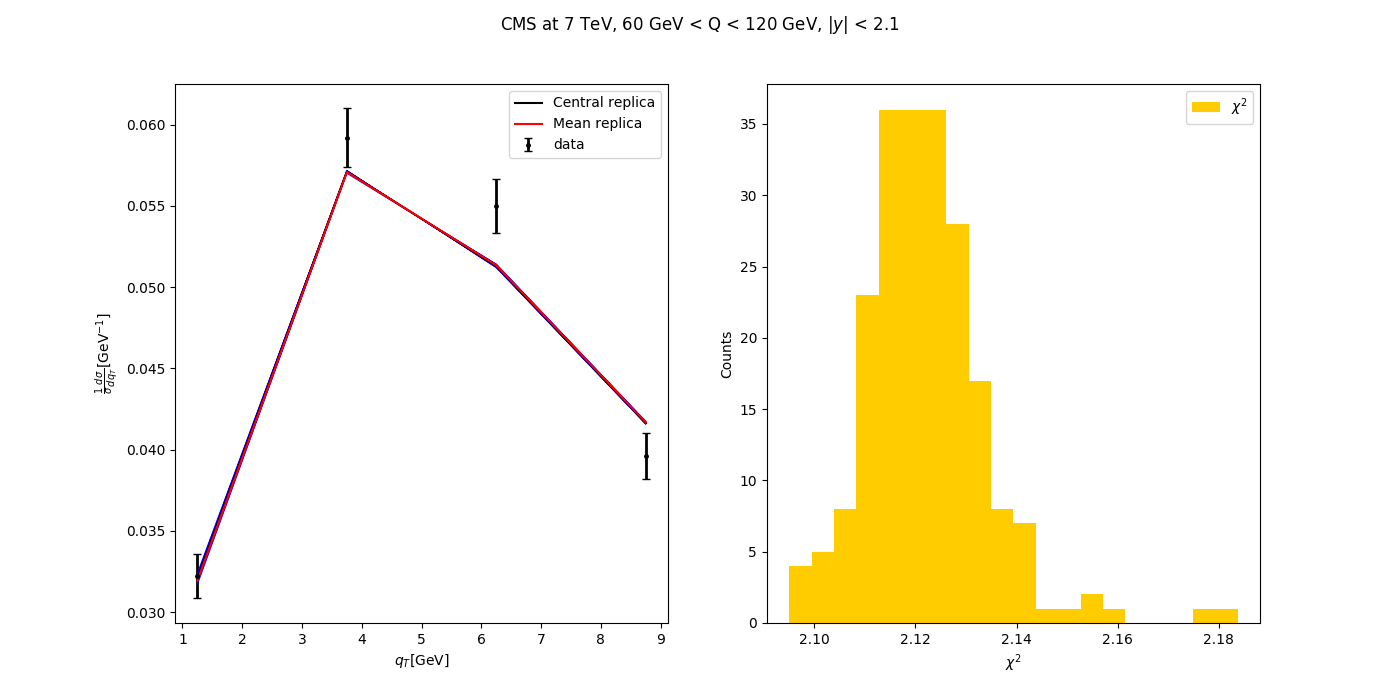 CMS at 7 TeV, 60 GeV < Q < 120 GeV, |y| < 2.1
Central replica
Mean replica
data
0.060
0.055
0.050
0.045
0.040
0.035
0.030
1/σ dσ/dq_T [GeV⁻¹]
1 2 3 4 5 6 7 8 9
q_T[GeV]
χ²
35
30
25
20
15
10
5
0
Counts
2.10 2.12 2.14 2.16 2.18
χ²